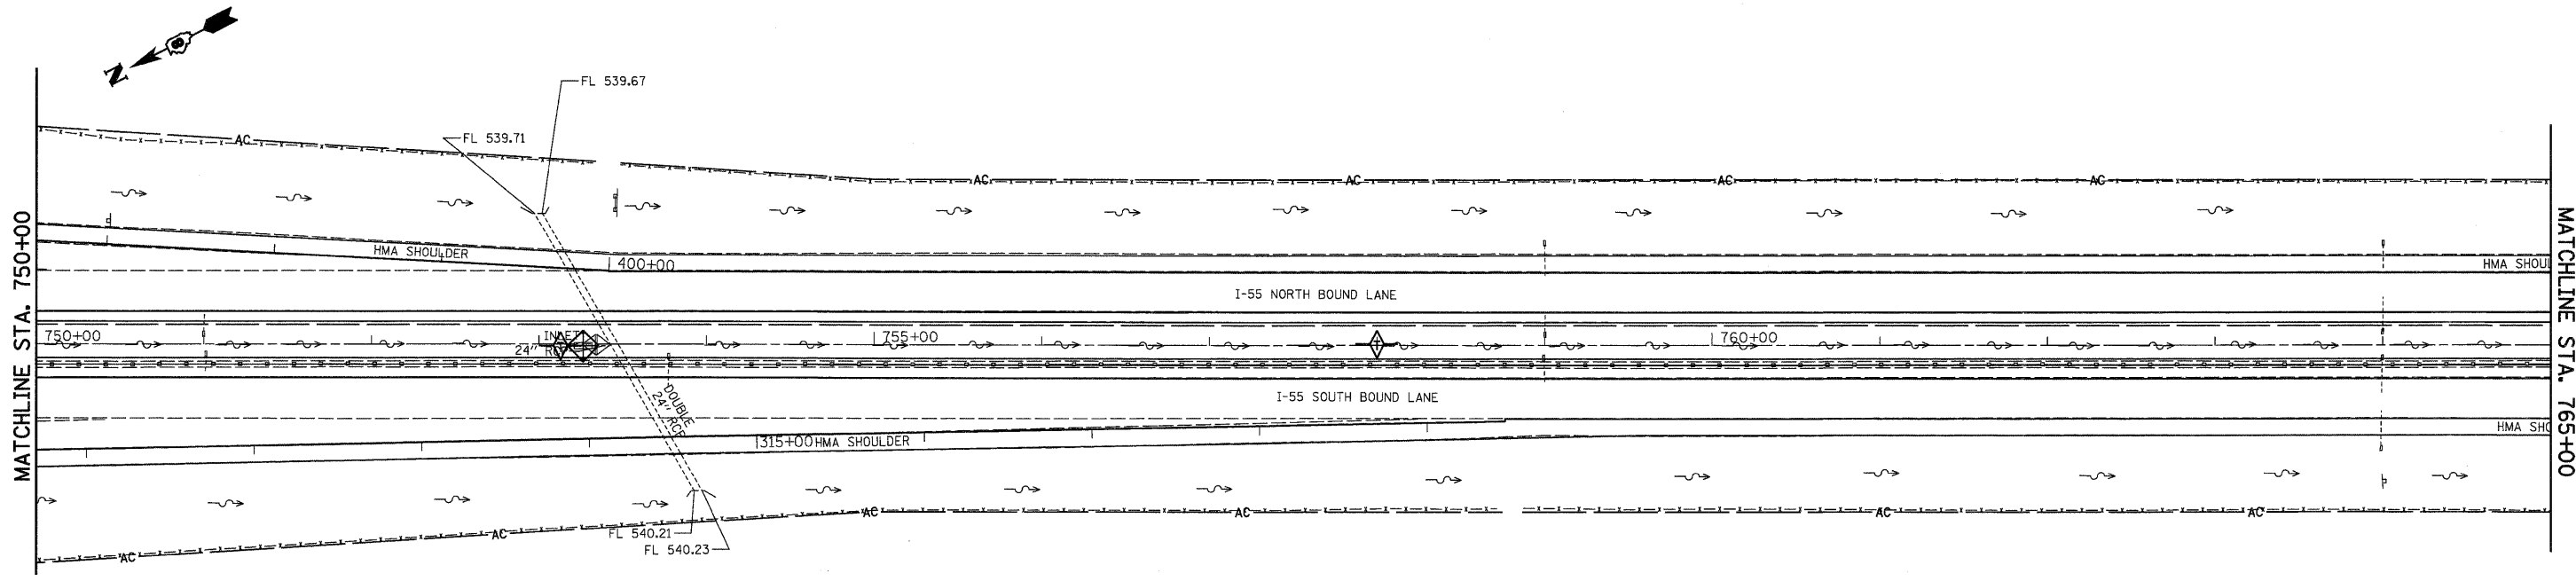 N
FL 539.67
FL 539.71
AC
AC
AC
AC
AC
MATCHLINE STA. 750+00
HMA SHOULDER
400+00
HMA SHOUL
I-55 NORTH BOUND LANE
750+00
INLET
24"
755+00
760+00
DOUBLE
24" RCP
I-55 SOUTH BOUND LANE
315+00 HMA SHOULDER
HMA SHO
MATCHLINE STA. 765+00
AC
AC
AC
AC
AC
AC
FL 540.21
FL 540.23